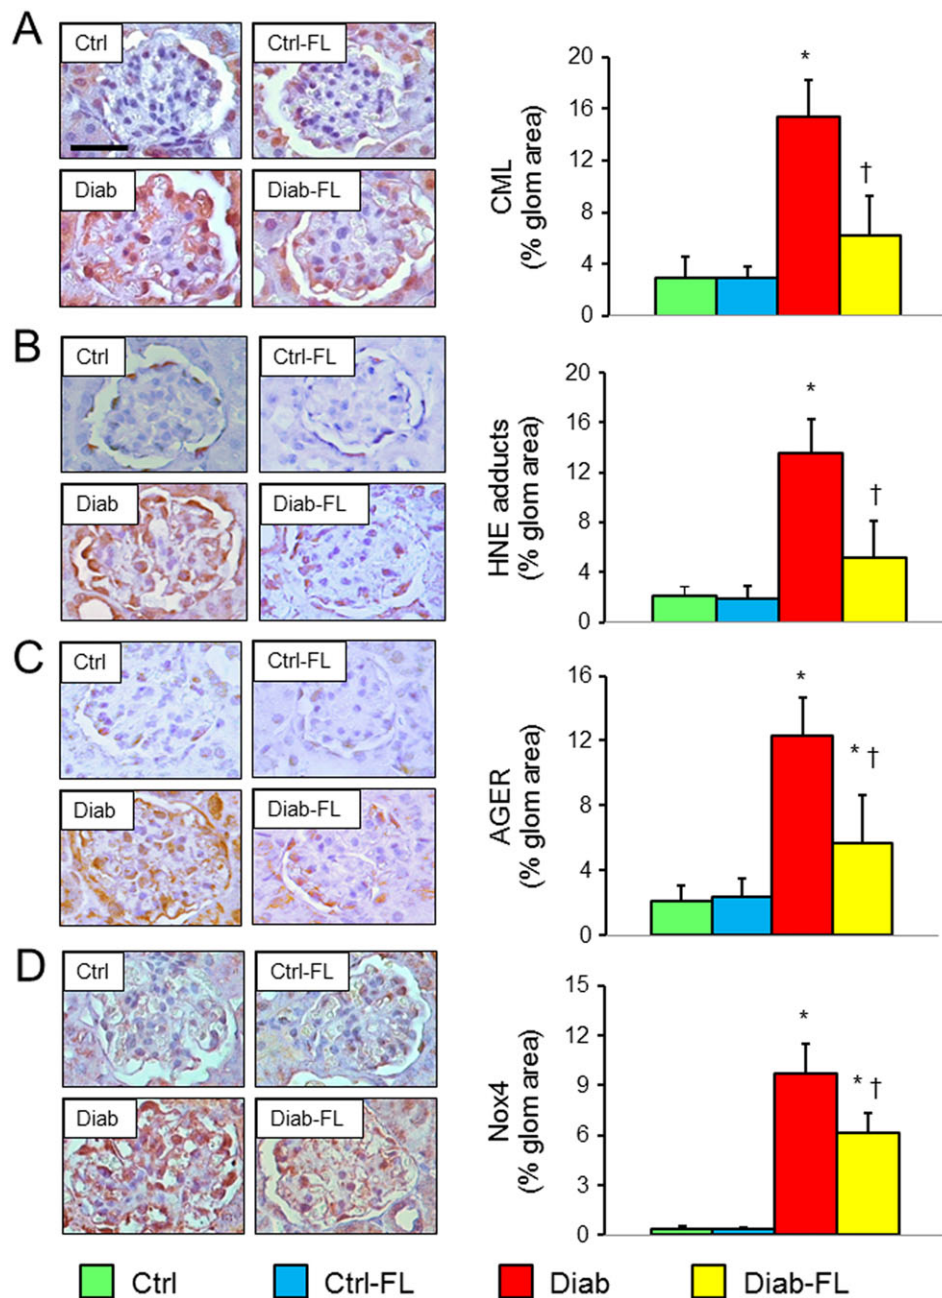 A
Ctrl
Ctrl-FL
Diab
Diab-FL
CML
(% glom area)
20
16
12
8
4
0
*
†
B
Ctrl
Ctrl-FL
Diab
Diab-FL
HNE adducts
(% glom area)
20
16
12
8
4
0
*
†
C
Ctrl
Ctrl-FL
Diab
Diab-FL
AGER
(% glom area)
16
12
8
4
0
*
* †
D
Ctrl
Ctrl-FL
Diab
Diab-FL
Nox4
(% glom area)
15
12
9
6
3
0
*
* †
Ctrl Ctrl-FL Diab Diab-FL